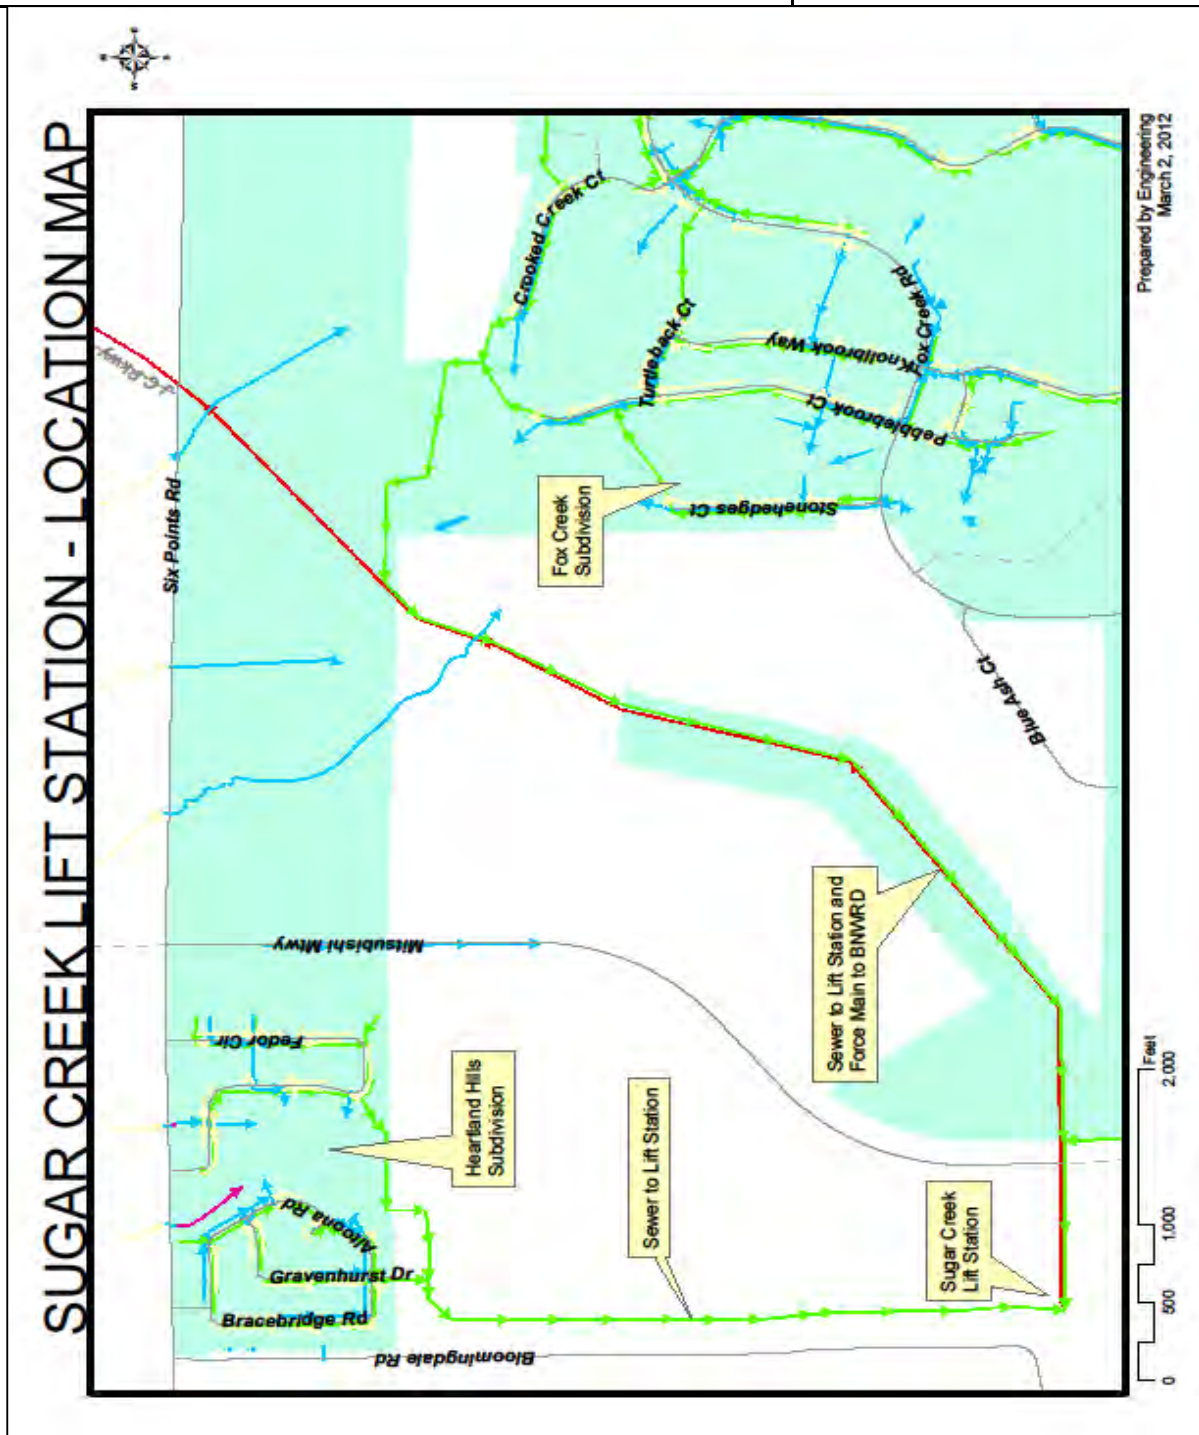 SUGAR CREEK LIFT STATION - LOCATION MAP
Six Points Rd
Crooked Creek Ct
Turtleback Ct
Knollbrook Way
Fox Creek Rd
Pebblebrook Ct
Stonehedges Ct
Fox Creek
Subdivision
Blue Ash Ct
Mitsubishi Mtwy
Fedor Cir
Heartland Hills
Subdivision
Altoona Rd
Gravenhurst Dr
Bracebridge Rd
Bloomingdale Rd
Sewer to Lift Station
Sewer to Lift Station and
Force Main to BNWRD
Sugar Creek
Lift Station
0
500
1,000
2,000
Feet
Prepared by Engineering
March 2, 2012